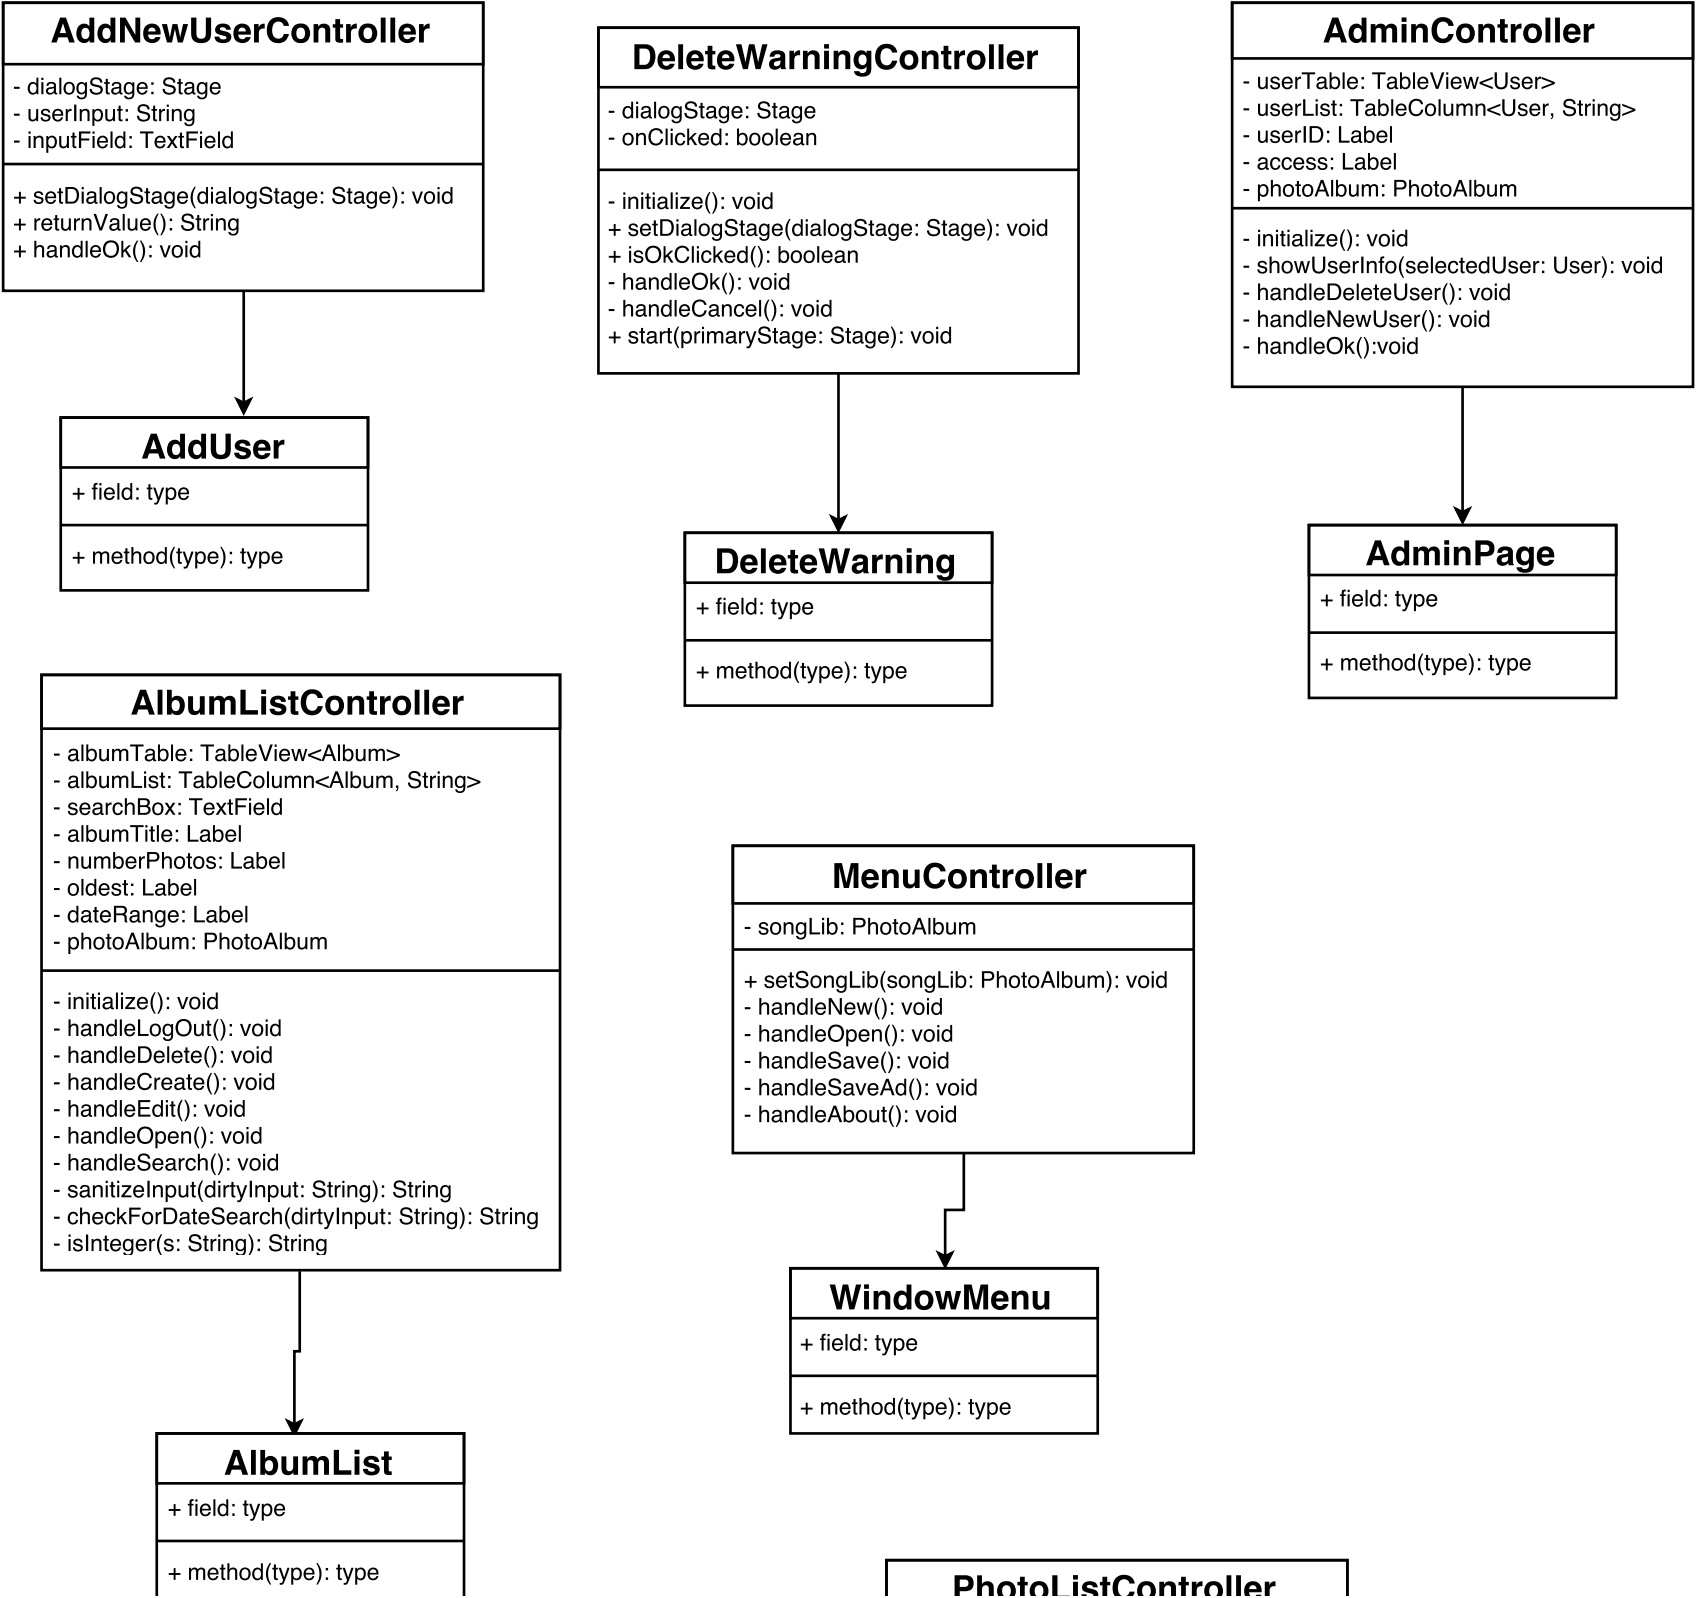 AddNewUserController
- dialogStage: Stage
- userInput: String
- inputField: TextField
+ setDialogStage(dialogStage: Stage): void
+ returnValue(): String
+ handleOk(): void
AddUser
+ field: type
+ method(type): type
DeleteWarningController
- dialogStage: Stage
- onClicked: boolean
- initialize(): void
+ setDialogStage(dialogStage: Stage): void
+ isOkClicked(): boolean
- handleOk(): void
- handleCancel(): void
+ start(primaryStage: Stage): void
DeleteWarning
+ field: type
+ method(type): type
AdminController
- userTable: TableView<User>
- userList: TableColumn<User, String>
- userID: Label
- access: Label
- photoAlbum: PhotoAlbum
- initialize(): void
- showUserInfo(selectedUser: User): void
- handleDeleteUser(): void
- handleNewUser(): void
- handleOk():void
AdminPage
+ field: type
+ method(type): type
AlbumListController
- albumTable: TableView<Album>
- albumList: TableColumn<Album, String>
- searchBox: TextField
- albumTitle: Label
- numberPhotos: Label
- oldest: Label
- dateRange: Label
- photoAlbum: PhotoAlbum
- initialize(): void
- handleLogOut(): void
- handleDelete(): void
- handleCreate(): void
- handleEdit(): void
- handleOpen(): void
- handleSearch(): void
- sanitizeInput(dirtyInput: String): String
- checkForDateSearch(dirtyInput: String): String
- isInteger(s: String): String
AlbumList
+ field: type
+ method(type): type
MenuController
- songLib: PhotoAlbum
+ setSongLib(songLib: PhotoAlbum): void
- handleNew(): void
- handleOpen(): void
- handleSave(): void
- handleSaveAd(): void
- handleAbout(): void
WindowMenu
+ field: type
+ method(type): type
PhotoListController